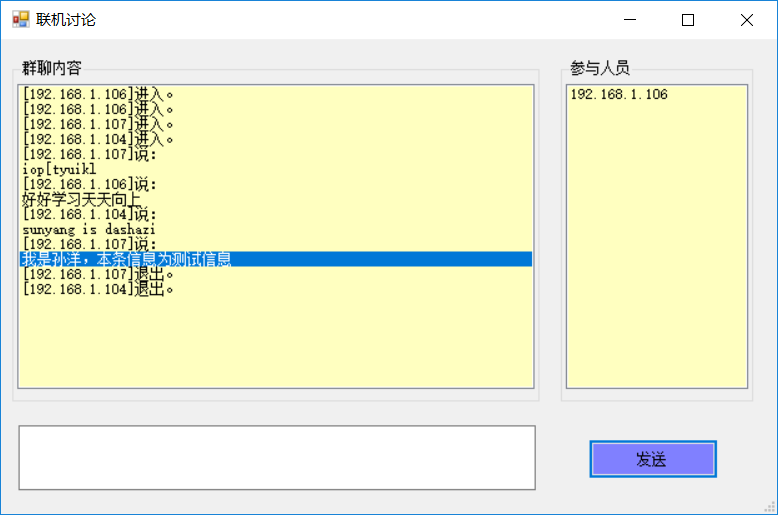 联机讨论
群聊内容
[192.168.1.106]进入。
[192.168.1.106]进入。
[192.168.1.107]进入。
[192.168.1.104]进入。
[192.168.1.107]说:
iop[tyuikl
[192.168.1.106]说:
好好学习天天向上
[192.168.1.104]说:
sunyang is dashazi
[192.168.1.107]说:
我是孙洋，本条信息为测试信息
[192.168.1.107]退出。
[192.168.1.104]退出。
参与人员
192.168.1.106
发送